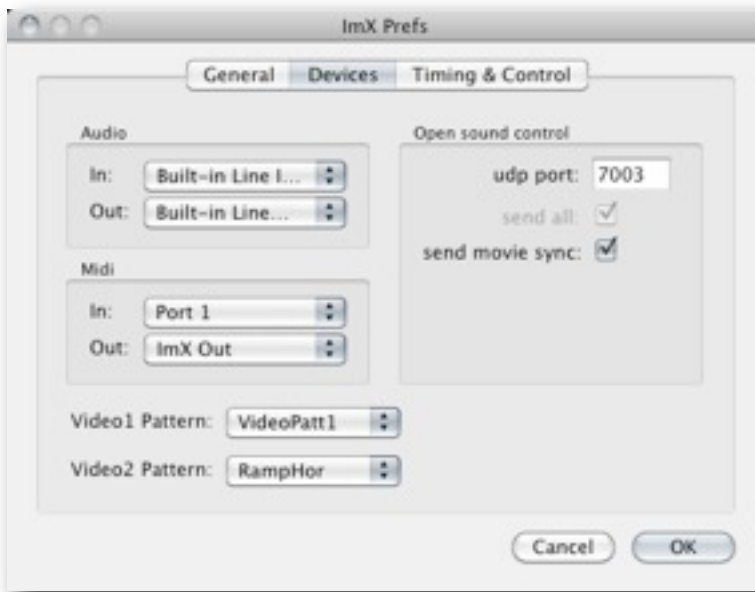 ImX Prefs
General Devices Timing & Control
Audio
In: Built-in Line I...
Out: Built-in Line...
Midi
In: Port 1
Out: ImX Out
Open sound control
udp port: 7003
send all:
send movie sync:
Video1 Pattern: VideoPatt1
Video2 Pattern: RampHor
Cancel OK